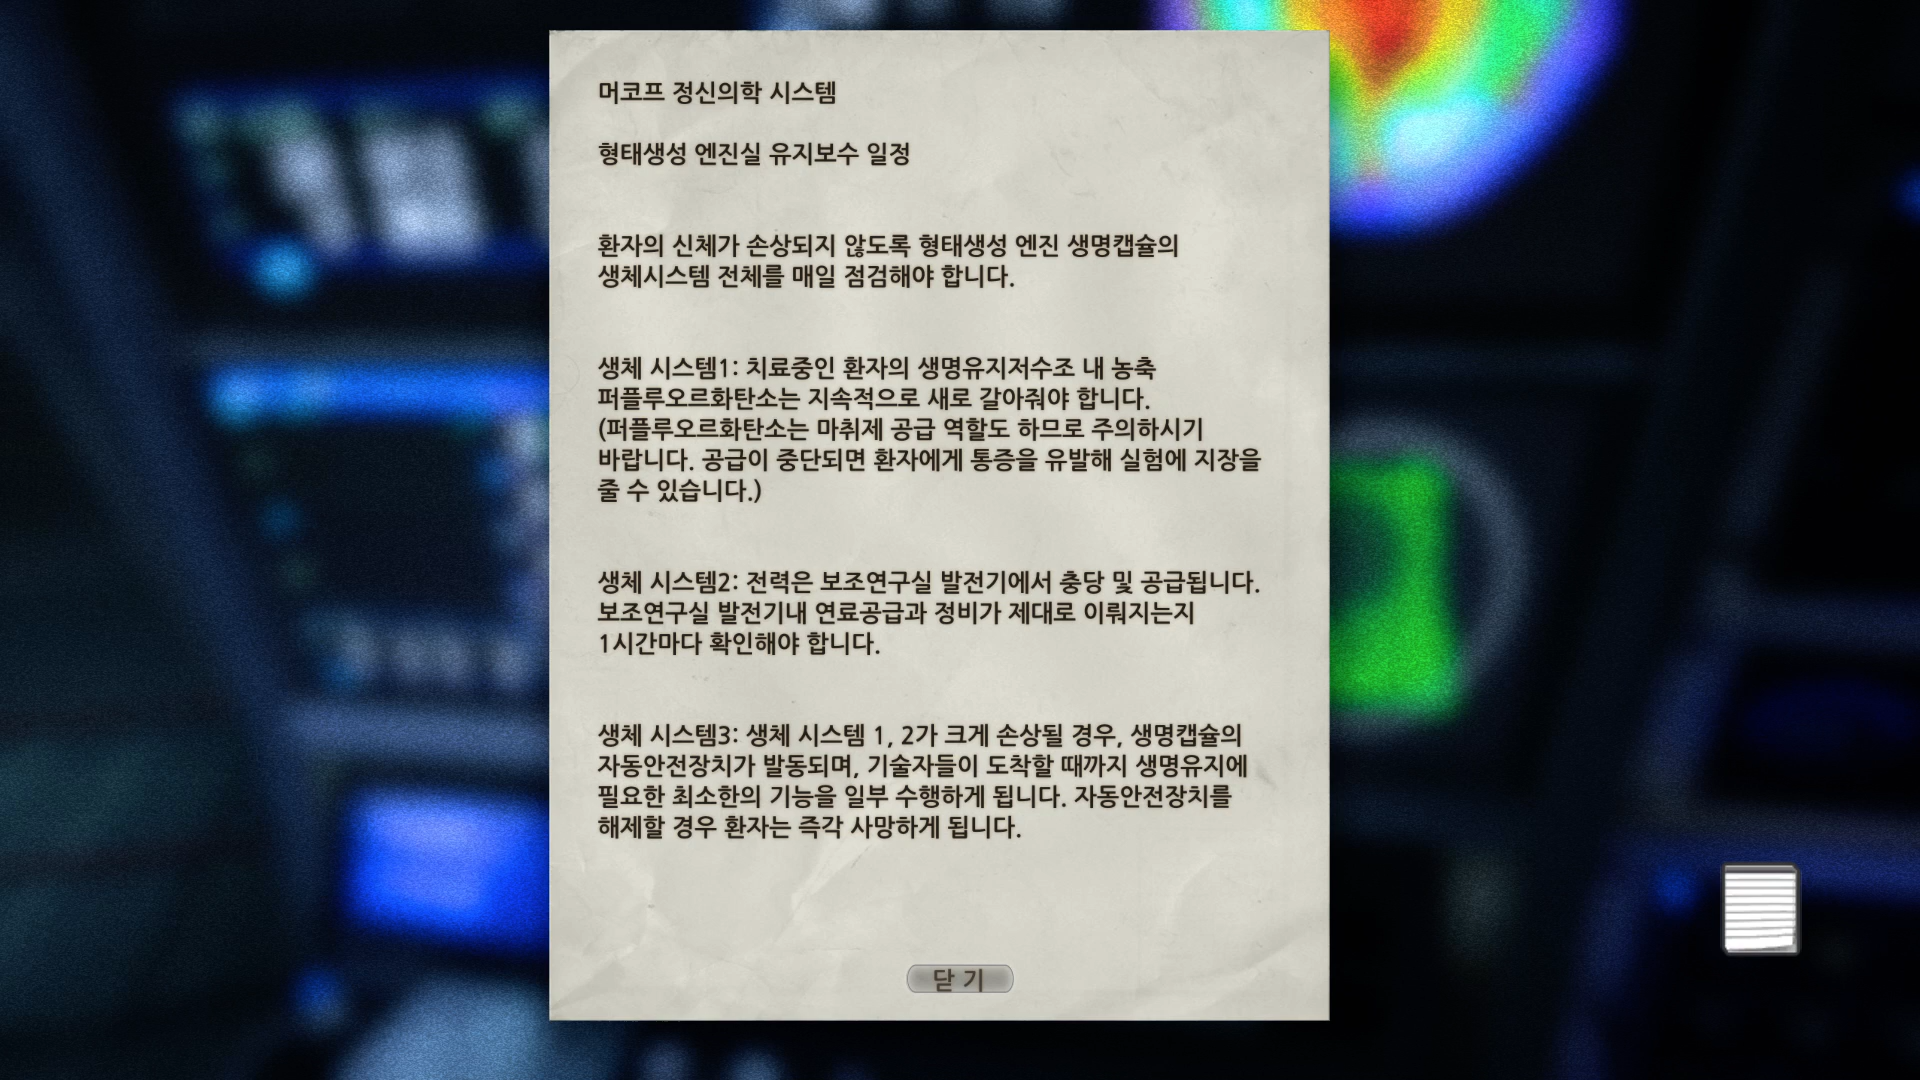 머코프 정신의학 시스템
형태생성 엔진실 유지보수 일정
환자의 신체가 손상되지 않도록 형태생성 엔진 생명캡슐의
생체시스템 전체를 매일 점검해야 합니다.
생체 시스템1: 치료중인 환자의 생명유지저수조 내 농축
퍼플루오르화탄소는 지속적으로 새로 갈아줘야 합니다.
(퍼플루오르화탄소는 마취제 공급 역할도 하므로 주의하시기
바랍니다. 공급이 중단되면 환자에게 통증을 유발해 실험에 지장을
줄 수 있습니다.)
생체 시스템2: 전력은 보조연구실 발전기에서 충당 및 공급됩니다.
보조연구실 발전기내 연료공급과 정비가 제대로 이뤄지는지
1시간마다 확인해야 합니다.
생체 시스템3: 생체 시스템 1, 2가 크게 손상될 경우, 생명캡슐의
자동안전장치가 발동되며, 기술자들이 도착할 때까지 생명유지에
필요한 최소한의 기능을 일부 수행하게 됩니다. 자동안전장치를
해제할 경우 환자는 즉각 사망하게 됩니다.
닫 기